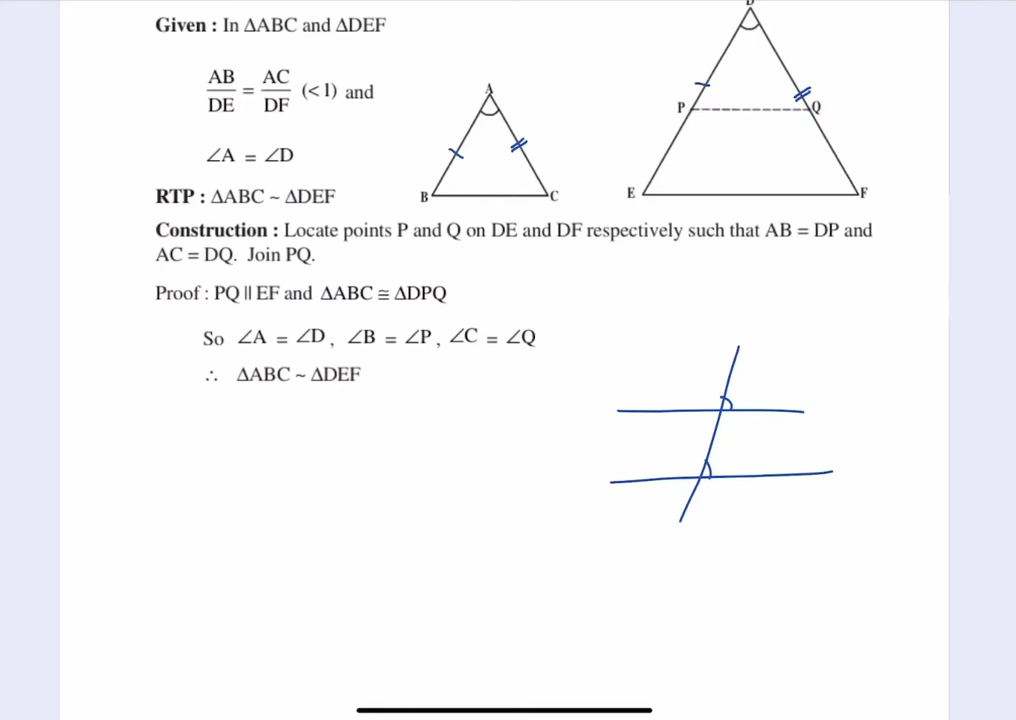 Given : In ΔABC and ΔDEF
D
AB/DE = AC/DF (< 1) and
A
P
Q
∠A = ∠D
B
C
E
F
RTP : ΔABC ~ ΔDEF
Construction : Locate points P and Q on DE and DF respectively such that AB = DP and
AC = DQ. Join PQ.
Proof : PQ || EF and ΔABC ≅ ΔDPQ
So ∠A = ∠D, ∠B = ∠P, ∠C = ∠Q
∴ ΔABC ~ ΔDEF